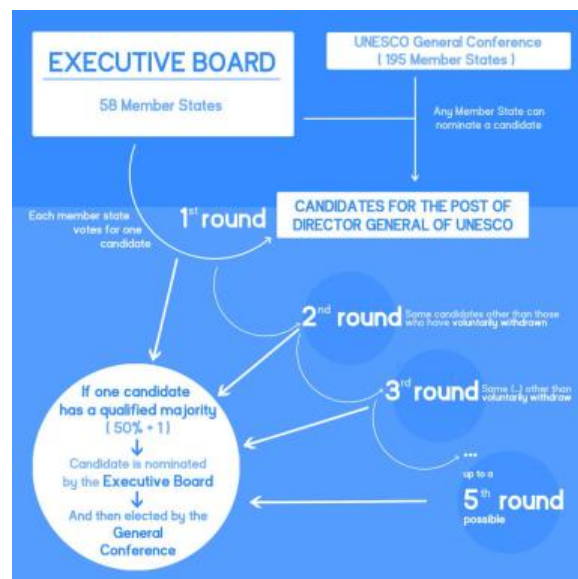 EXECUTIVE BOARD
58 Member States
UNESCO General Conference
( 195 Member States )
Any Member State can
nominate a candidate
CANDIDATES FOR THE POST OF
DIRECTOR GENERAL OF UNESCO
Each member state
votes for one
candidate
1st round
2nd round
Same candidates other than those
who have voluntarily withdrawn
3rd round
Same (...) other than
voluntarily withdraw
...
up to a
5th round
possible
If one candidate
has a qualified majority
( 50% + 1 )
Candidate is nominated
by the Executive Board
And then elected by the
General
Conference